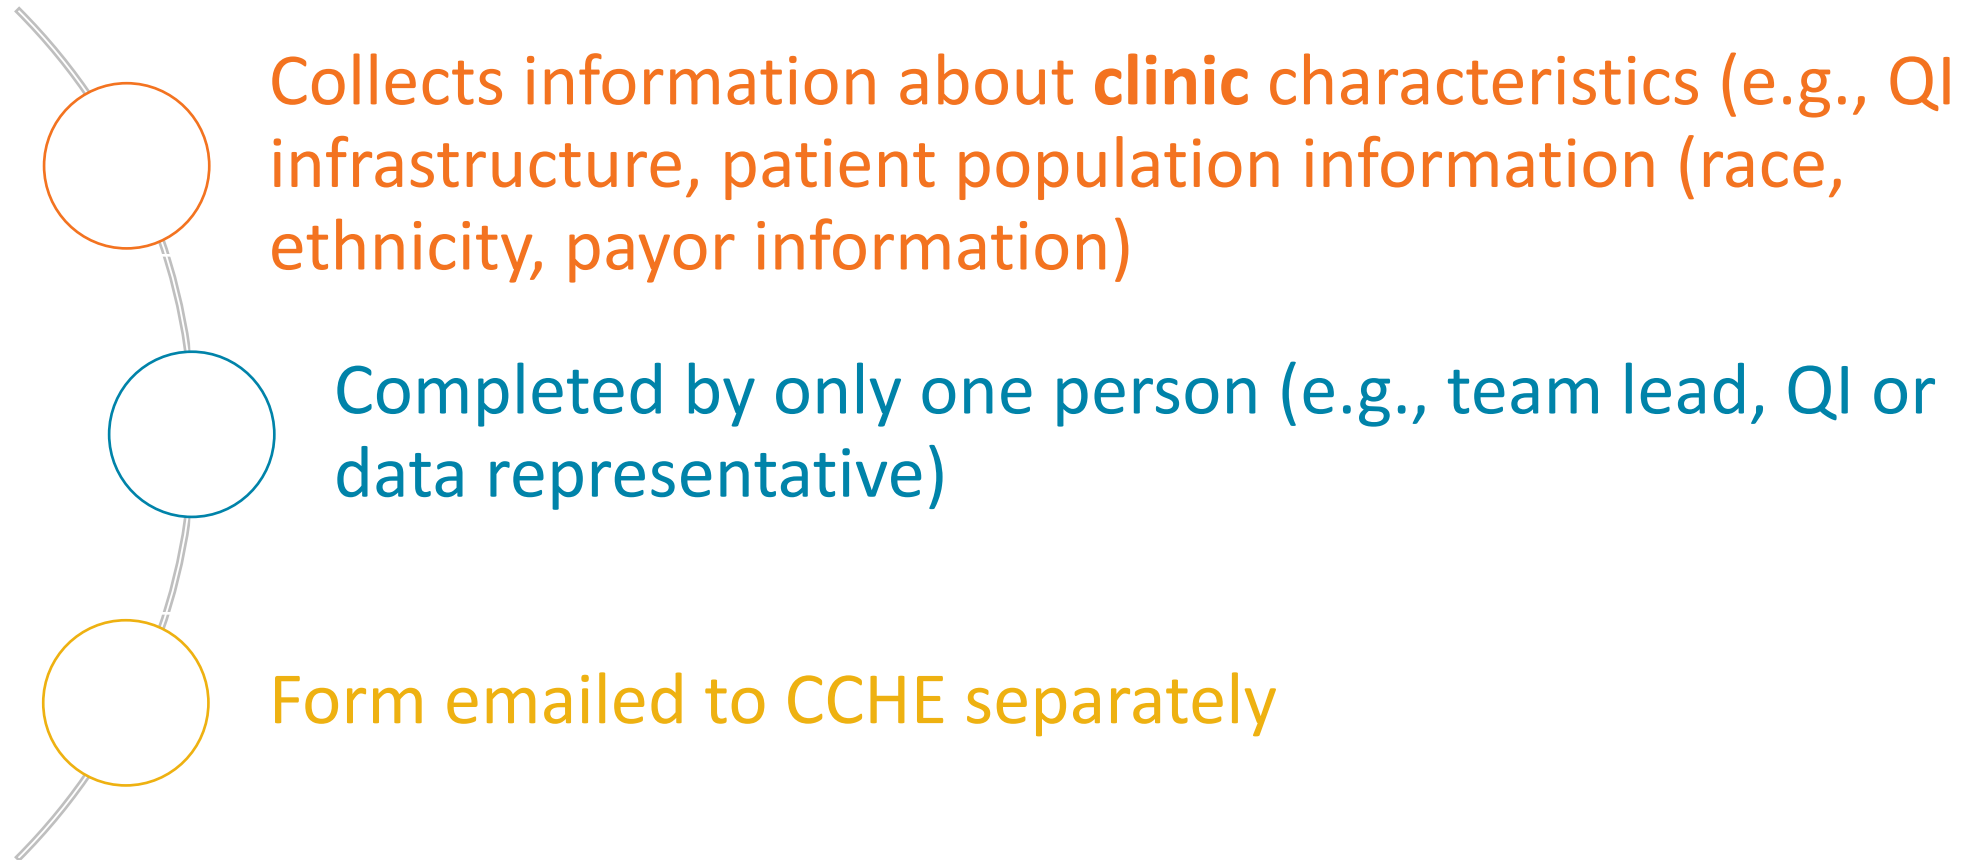 Collects information about clinic characteristics (e.g., QI
infrastructure, patient population information (race,
ethnicity, payor information)
Completed by only one person (e.g., team lead, QI or
data representative)
Form emailed to CCHE separately